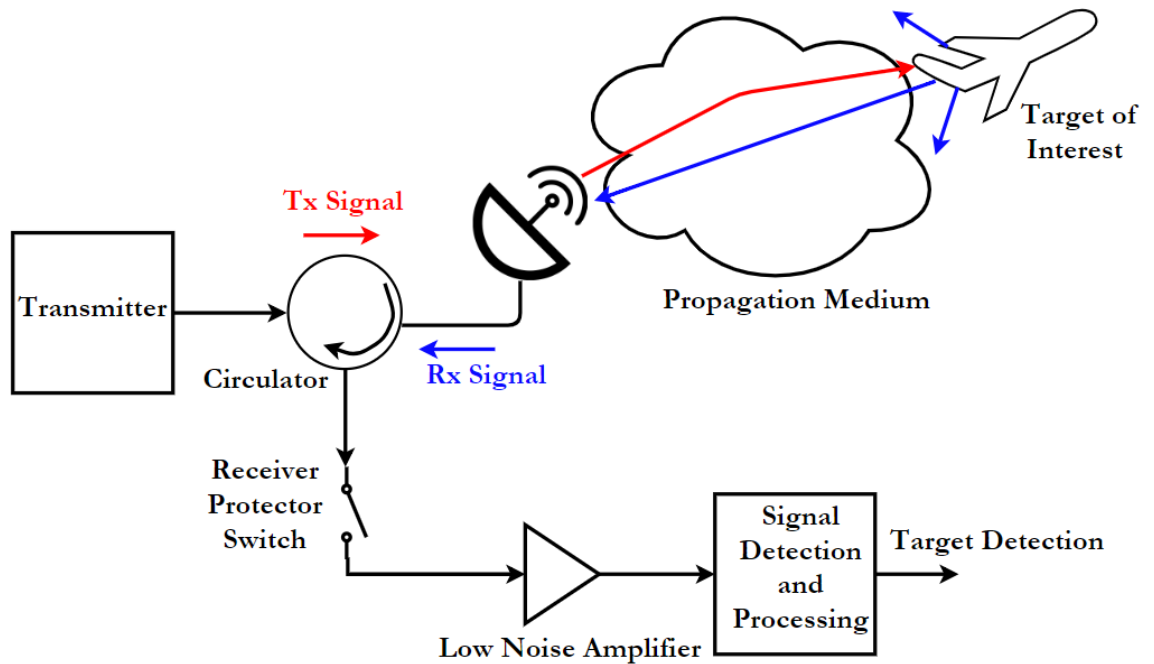 Target of
Interest
Tx Signal
Propagation Medium
Transmitter
Circulator
Rx Signal
Receiver
Protector
Switch
Signal
Detection
and
Processing
Target Detection
Low Noise Amplifier